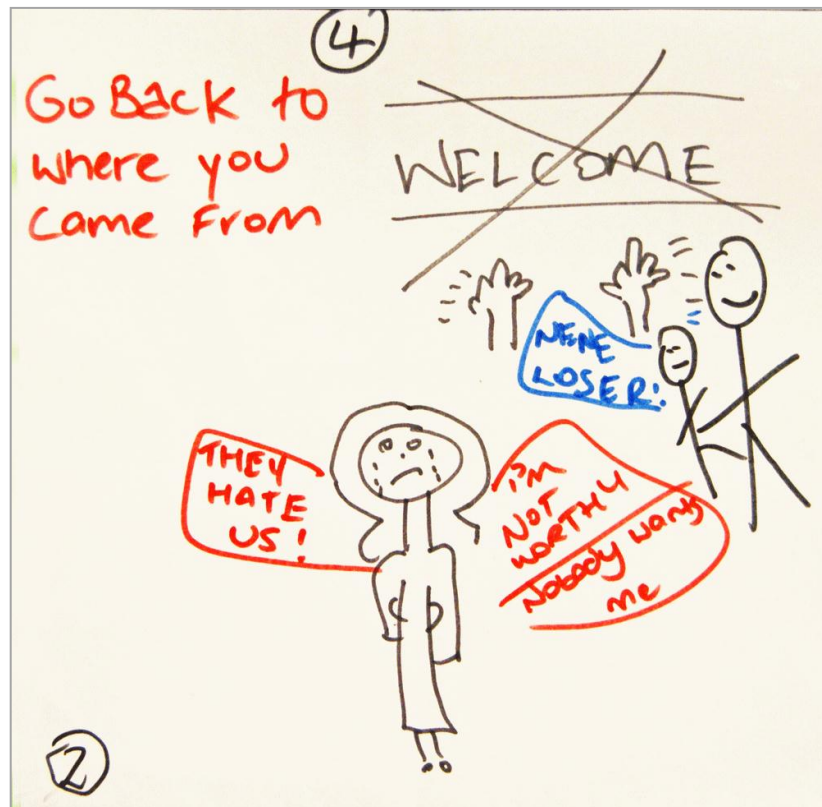 4
Go Back to
where you
came From
WELCOME
NENE
LOSER!
THEY
HATE
US!
I'M
NOT
WORTHY
Nobody wants
me
2